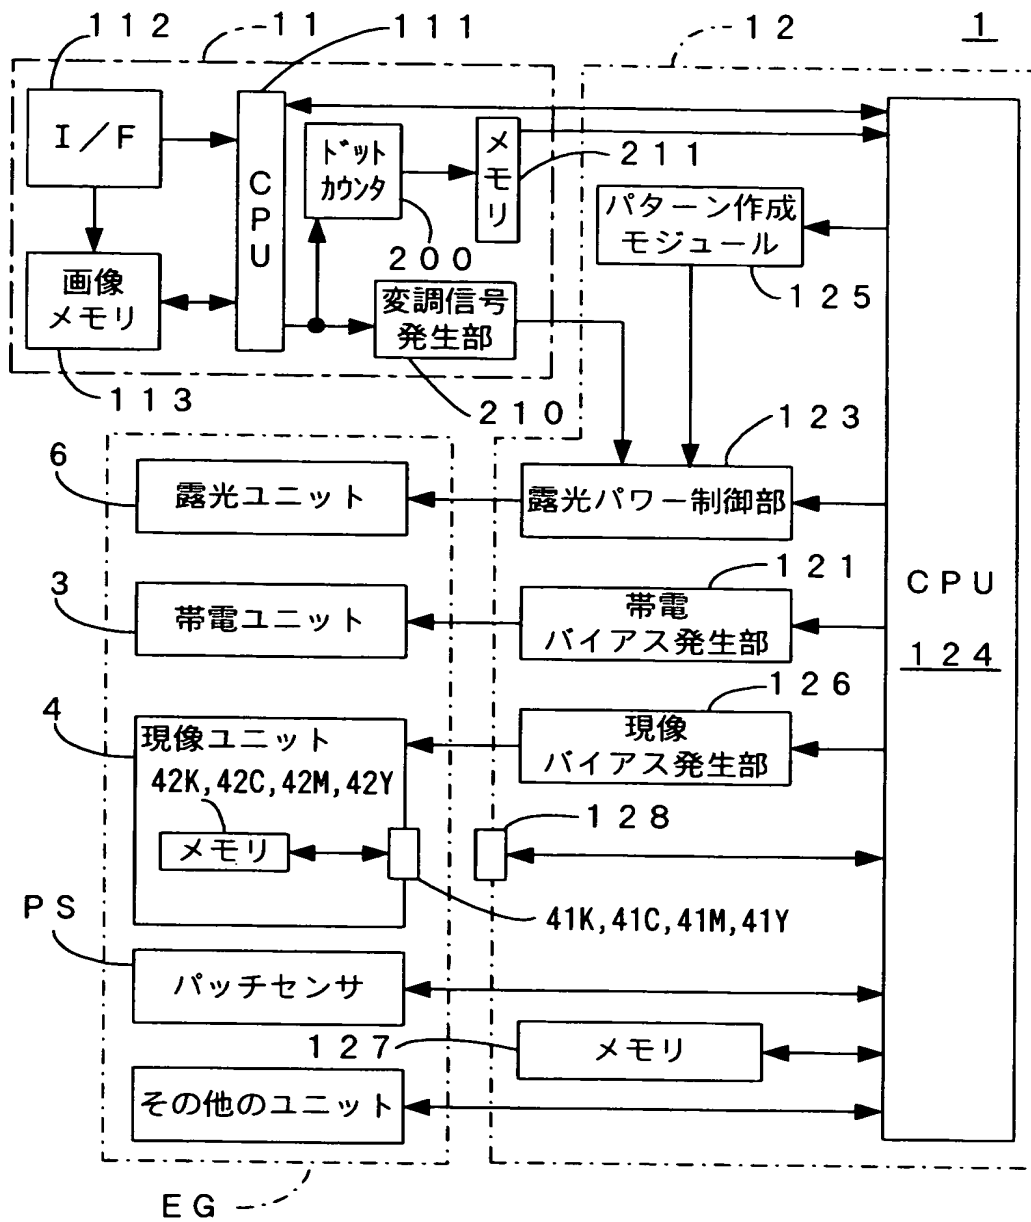 112
11
111
12
1
I/F
CPU
ドット
カウンタ
メモリ
211
パターン作成
モジュール
200
125
画像
メモリ
変調信号
発生部
113
210
123
6
露光ユニット
露光パワー制御部
3
121
CPU
帯電ユニット
帯電
バイアス発生部
124
126
4
現像ユニット
現像
バイアス発生部
42K,42C,42M,42Y
128
メモリ
PS
41K,41C,41M,41Y
パッチセンサ
127
メモリ
その他のユニット
EG